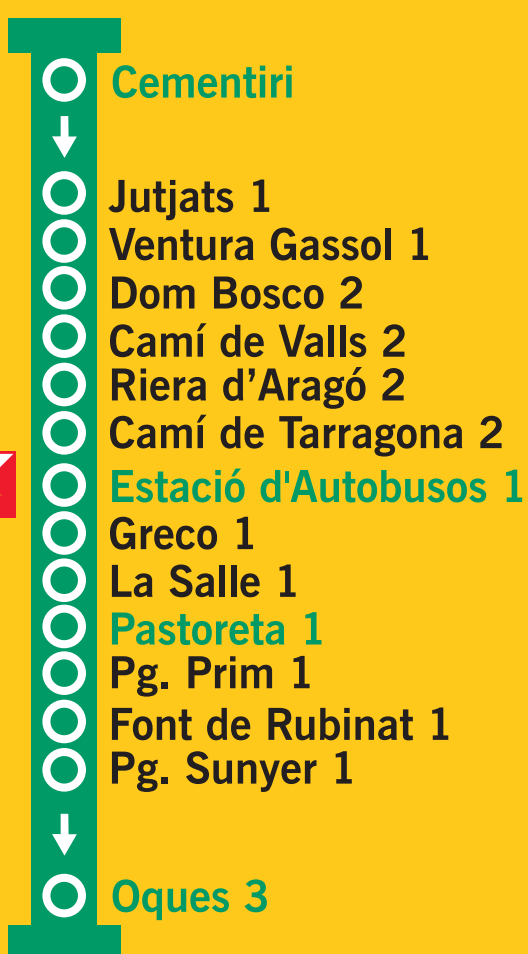 Cementiri
Jutjats 1
Ventura Gassol 1
Dom Bosco 2
Camí de Valls 2
Riera d’Aragó 2
Camí de Tarragona 2
Estació d'Autobusos 1
Greco 1
La Salle 1
Pastoreta 1
Pg. Prim 1
Font de Rubinat 1
Pg. Sunyer 1
Oques 3